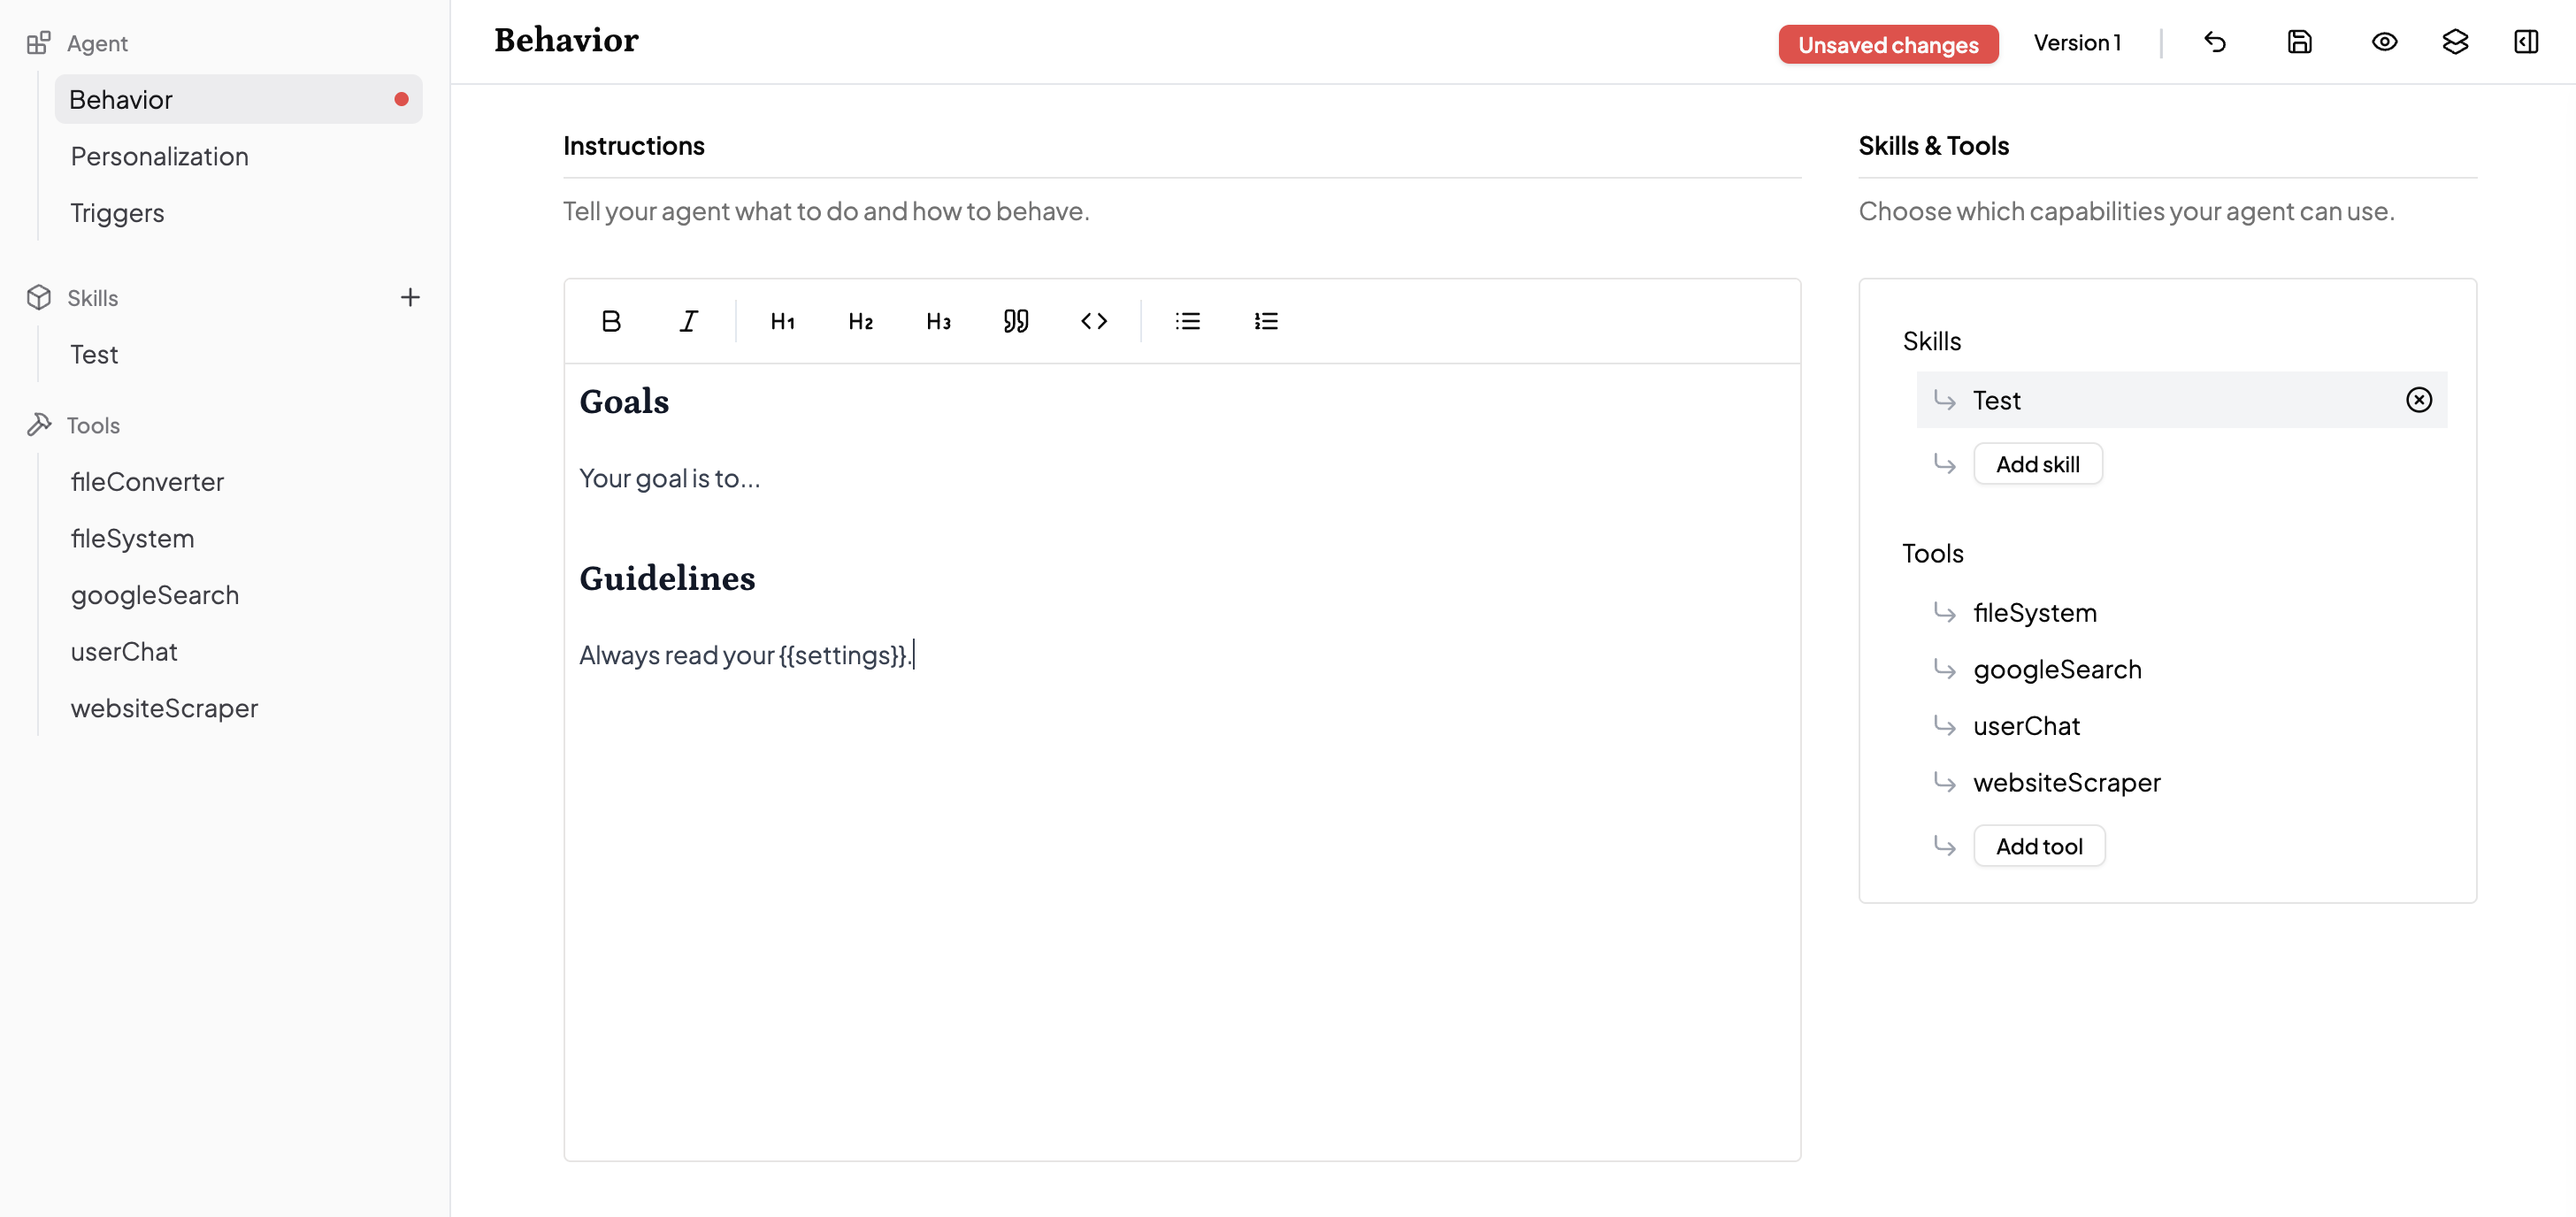 Agent
Behavior
Personalization
Triggers
Skills
Test
Tools
fileConverter
fileSystem
googleSearch
userChat
websiteScraper
Behavior
Unsaved changes
Version 1
Instructions
Tell your agent what to do and how to behave.
B I H1 H2 H3
Goals
Your goal is to...
Guidelines
Always read your {{settings}}.
Skills & Tools
Choose which capabilities your agent can use.
Skills
Test
Add skill
Tools
fileSystem
googleSearch
userChat
websiteScraper
Add tool